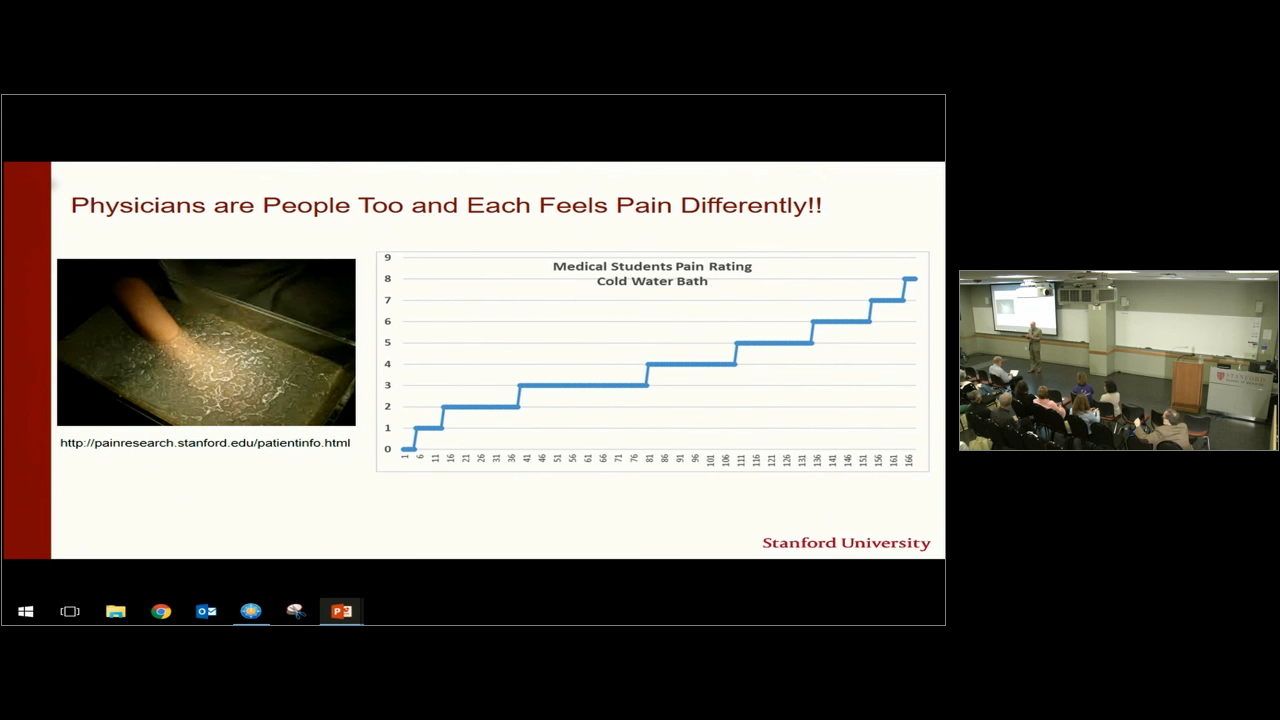 Physicians are People Too and Each Feels Pain Differently!!
http://painresearch.stanford.edu/patientinfo.html
Medical Students Pain Rating
Cold Water Bath
9
8
7
6
5
4
3
2
1
0
1 6 11 16 21 26 31 36 41 46 51 56 61 66 71 76 81 86 91 96 101 106 111 116 121 126 131 136 141 146 151 156 161 166
Stanford University
STANFORD